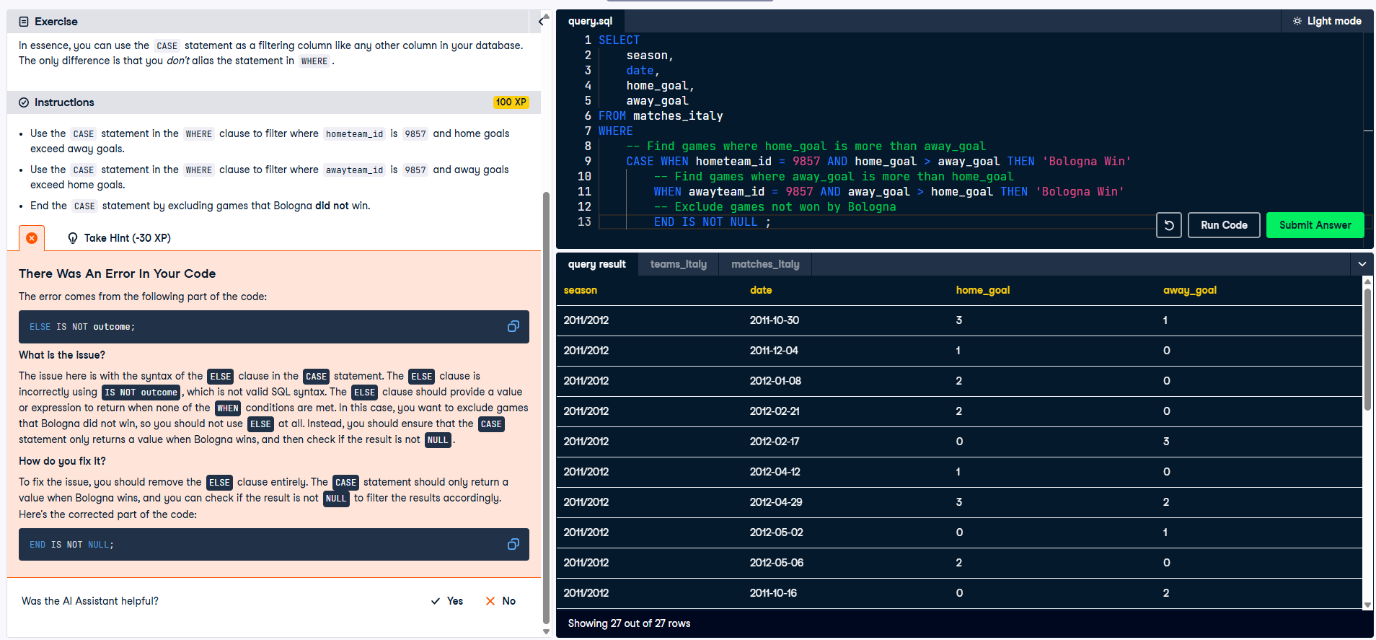 Exercise
In essence, you can use the CASE statement as a filtering column like any other column in your database.
The only difference is that you don't alias the statement in WHERE .
Instructions
100 XP
Use the CASE statement in the WHERE clause to filter where hometeam_id is 9857 and home goals
exceed away goals.
Use the CASE statement in the WHERE clause to filter where awayteam_id is 9857 and away goals
exceed home goals.
End the CASE statement by excluding games that Bologna did not win.
Take Hint (-30 XP)
There Was An Error In Your Code
The error comes from the following part of the code:
ELSE IS NOT outcome;
What Is the Issue?
The issue here is with the syntax of the ELSE clause in the CASE statement. The ELSE clause is
incorrectly using IS NOT outcome , which is not valid SQL syntax. The ELSE clause should provide a value
or expression to return when none of the WHEN conditions are met. In this case, you want to exclude games
that Bologna did not win, so you should not use ELSE at all. Instead, you should ensure that the CASE
statement only returns a value when Bologna wins, and then check if the result is not NULL .
How do you fix it?
To fix the issue, you should remove the ELSE clause entirely. The CASE statement should only return a
value when Bologna wins, and you can check if the result is not NULL to filter the results accordingly.
Here's the corrected part of the code:
END IS NOT NULL;
Was the AI Assistant helpful?
Yes
No
query.sql
Light mode
1 SELECT
2 season,
3 date,
4 home_goal,
5 away_goal
6 FROM matches_italy
7 WHERE
8 -- Find games where home_goal is more than away_goal
9 CASE WHEN hometeam_id = 9857 AND home_goal > away_goal THEN 'Bologna Win'
10 -- Find games where away_goal is more than home_goal
11 WHEN awayteam_id = 9857 AND away_goal > home_goal THEN 'Bologna Win'
12 -- Exclude games not won by Bologna
13 END IS NOT NULL ;
Run Code
Submit Answer
query result
teams_italy
matches_italy
season date home_goal away_goal
2011/2012 2011-10-30 3 1
2011/2012 2011-12-04 1 0
2011/2012 2012-01-08 2 0
2011/2012 2012-02-21 2 0
2011/2012 2012-02-17 0 3
2011/2012 2012-04-12 1 0
2011/2012 2012-04-29 3 2
2011/2012 2012-05-02 0 1
2011/2012 2012-05-06 2 0
2011/2012 2011-10-16 0 2
Showing 27 out of 27 rows